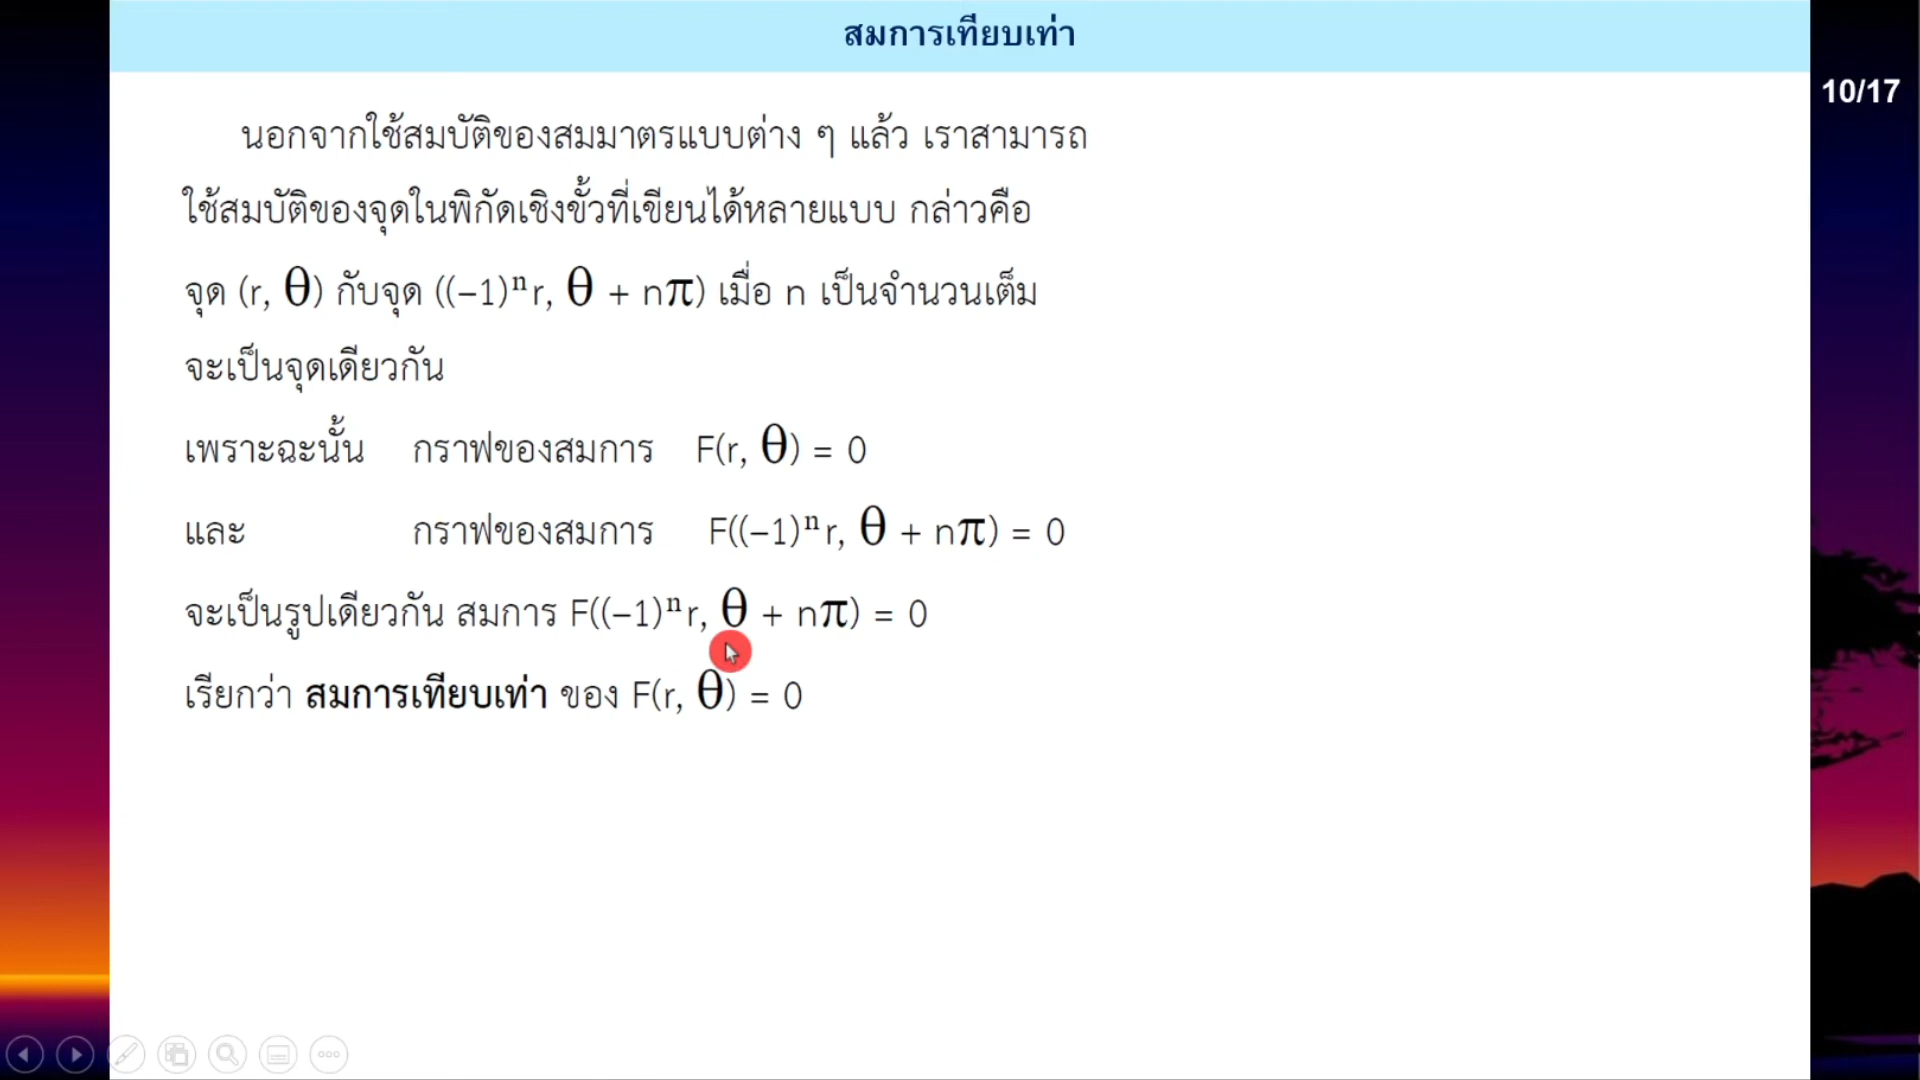 สมการเทียบเท่า
10/17
นอกจากใช้สมบัติของสมมาตรแบบต่าง ๆ แล้ว เราสามารถ
ใช้สมบัติของจุดในพิกัดเชิงขั้วที่เขียนได้หลายแบบ กล่าวคือ
จุด (r, θ) กับจุด ((−1)ⁿr, θ + nπ) เมื่อ n เป็นจำนวนเต็ม
จะเป็นจุดเดียวกัน
เพราะฉะนั้น กราฟของสมการ F(r, θ) = 0
และ กราฟของสมการ F((−1)ⁿr, θ + nπ) = 0
จะเป็นรูปเดียวกัน สมการ F((−1)ⁿr, θ + nπ) = 0
เรียกว่า สมการเทียบเท่า ของ F(r, θ) = 0